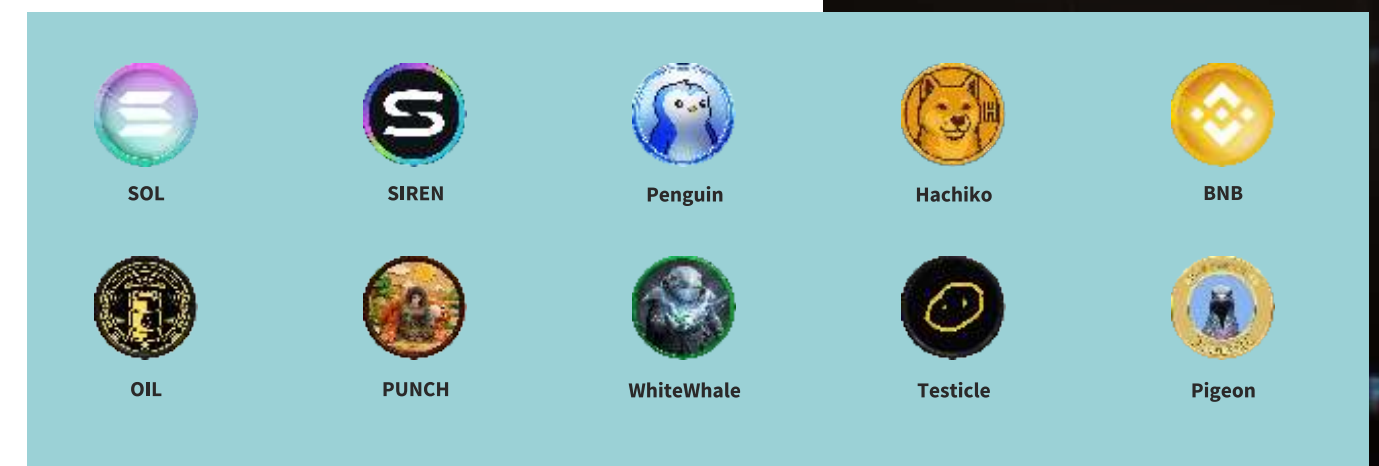 SOL
SIREN
Penguin
Hachiko
BNB
OIL
PUNCH
WhiteWhale
Testicle
Pigeon